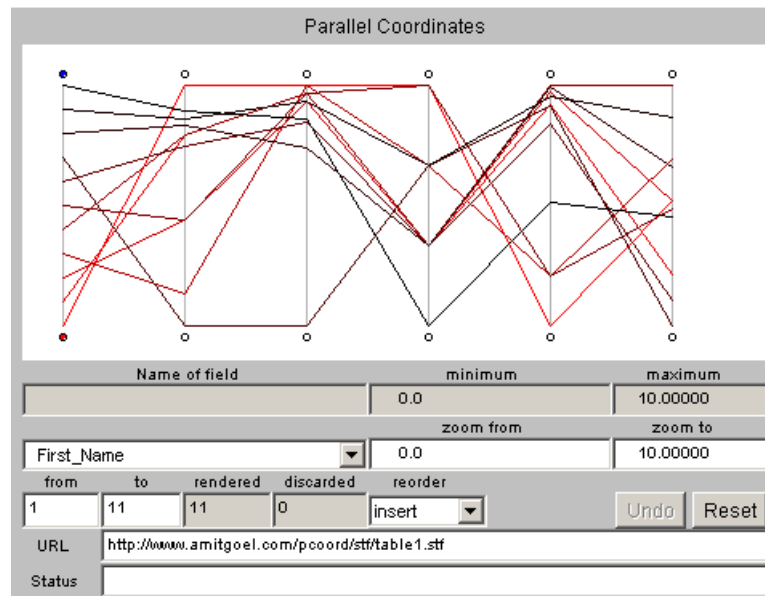 Parallel Coordinates
Name of field minimum maximum
0.0 10.00000
zoom from zoom to
First_Name 0.0 10.00000
from to rendered discarded reorder
1 11 11 0 insert Undo Reset
URL http://www.amitgoel.com/pcoord/stf/table1.stf
Status